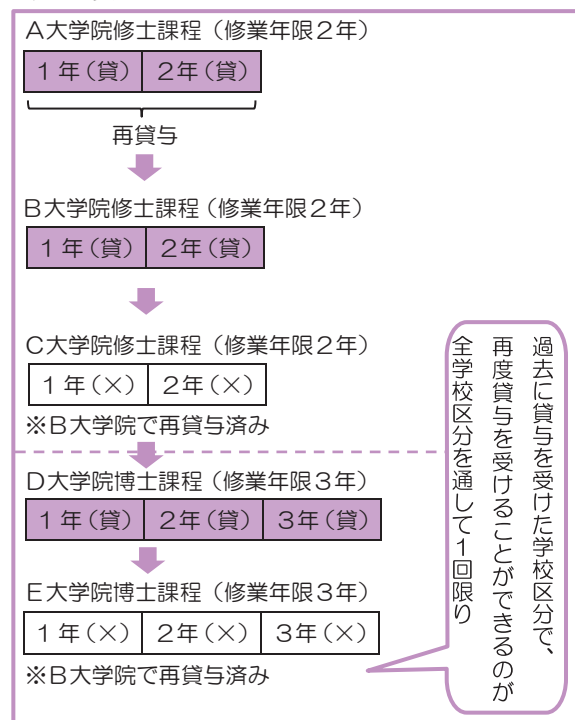 A大学院修士課程（修業年限２年）
１年（貸） ２年（貸）
再貸与
B大学院修士課程（修業年限２年）
１年（貸） ２年（貸）
C大学院修士課程（修業年限２年）
１年（×） ２年（×）
※B大学院で再貸与済み
D大学院博士課程（修業年限３年）
１年（貸） ２年（貸） ３年（貸）
E大学院博士課程（修業年限３年）
１年（×） ２年（×） ３年（×）
※B大学院で再貸与済み
過去に貸与を受けた学校区分で、
再度貸与を受けることができるのが
全学校区分を通して１回限り